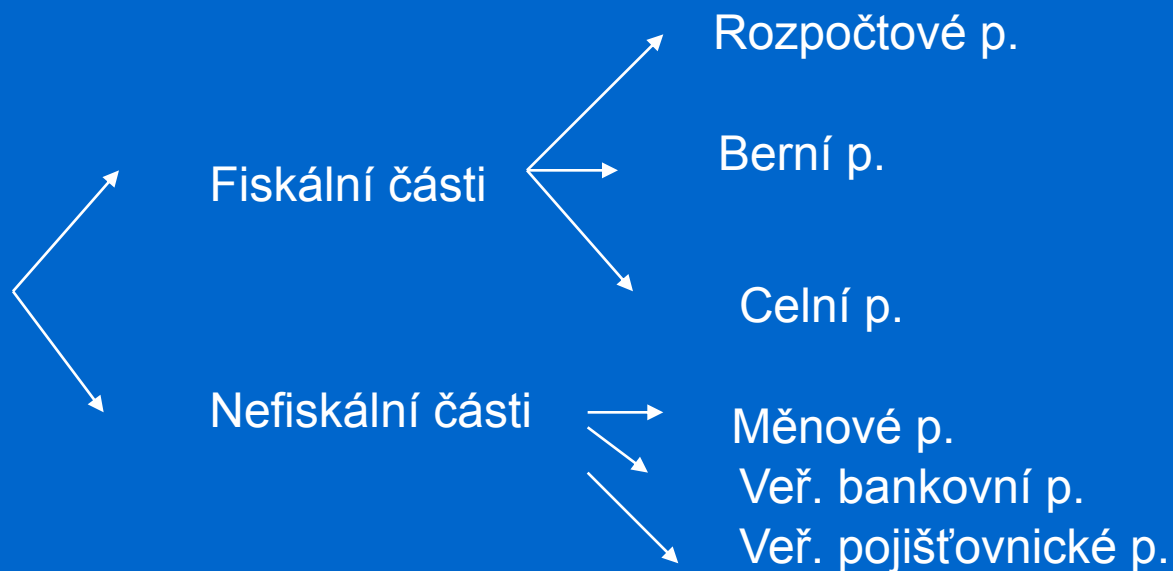 Rozpočtové p.
Berní p.
Fiskální části
Celní p.
Nefiskální části
Měnové p.
Veř. bankovní p.
Veř. pojišťovnické p.